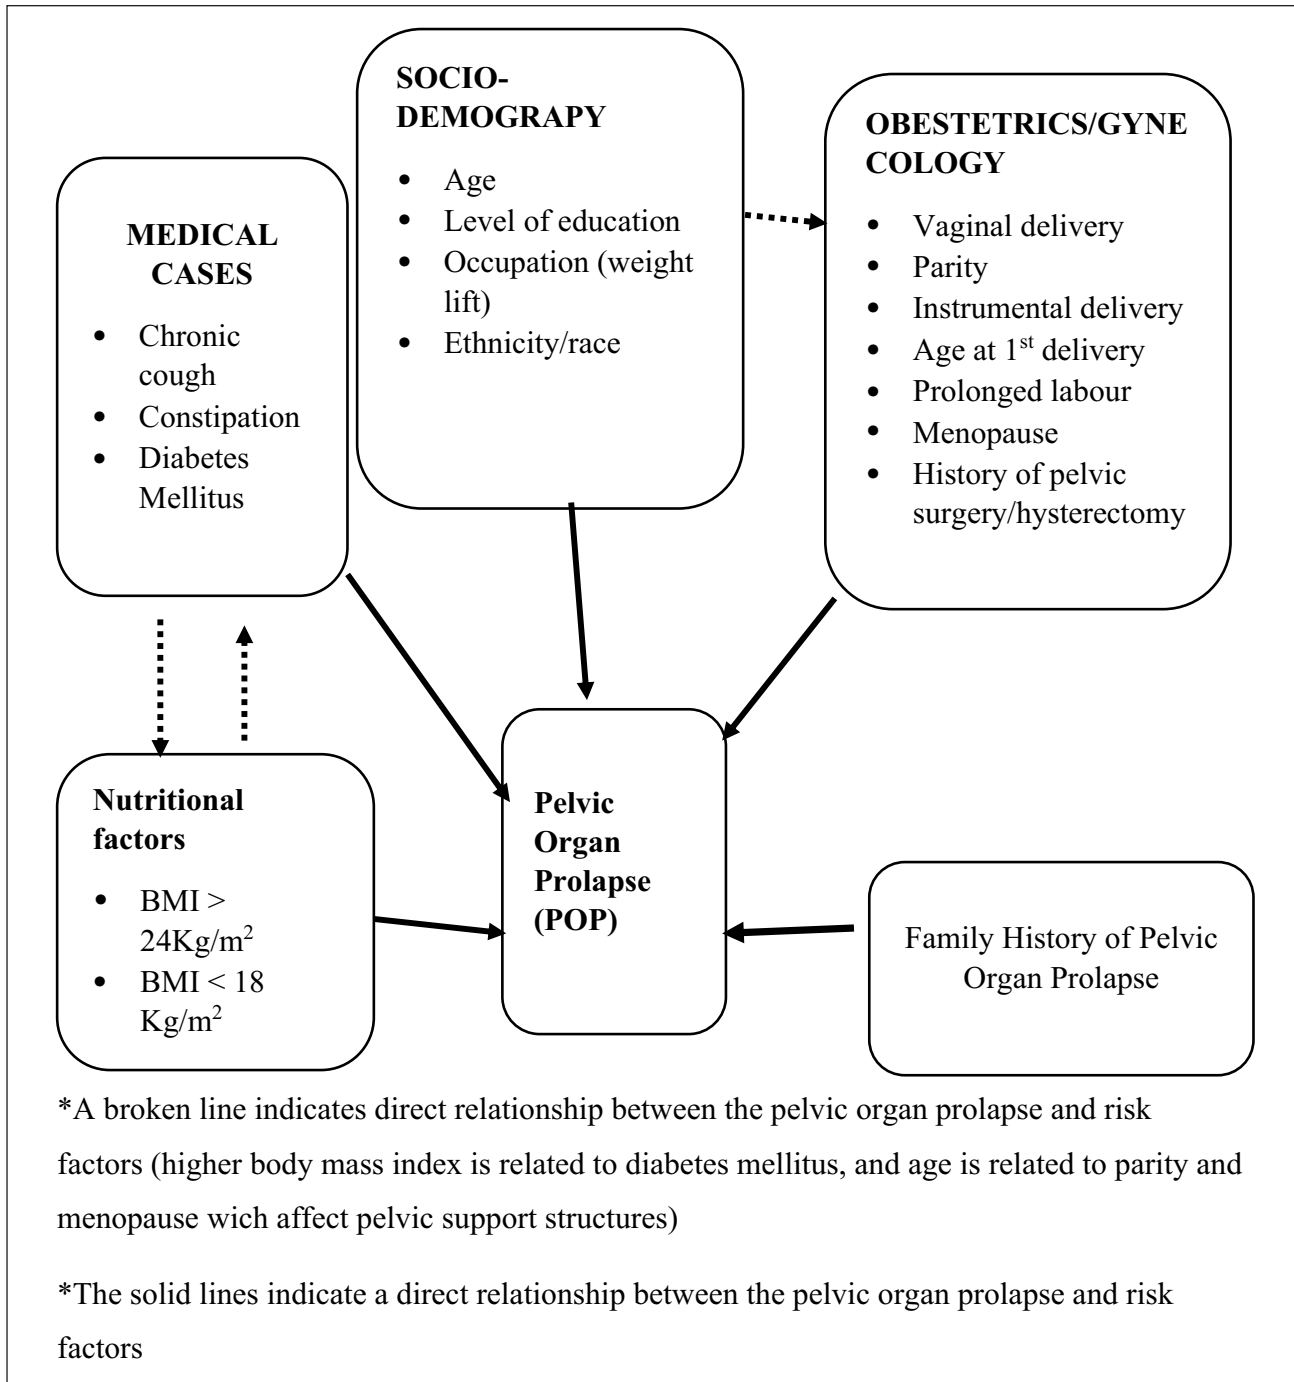 SOCIO-
DEMOGRAPY
• Age
• Level of education
• Occupation (weight
lift)
• Ethnicity/race
OBESTETRICS/GYNE
COLOGY
• Vaginal delivery
• Parity
• Instrumental delivery
• Age at 1st delivery
• Prolonged labour
• Menopause
• History of pelvic
surgery/hysterectomy
MEDICAL
CASES
• Chronic
cough
• Constipation
• Diabetes
Mellitus
Nutritional
factors
• BMI >
24Kg/m²
• BMI < 18
Kg/m²
Pelvic
Organ
Prolapse
(POP)
Family History of Pelvic
Organ Prolapse
*A broken line indicates direct relationship between the pelvic organ prolapse and risk
factors (higher body mass index is related to diabetes mellitus, and age is related to parity and
menopause wich affect pelvic support structures)
*The solid lines indicate a direct relationship between the pelvic organ prolapse and risk
factors